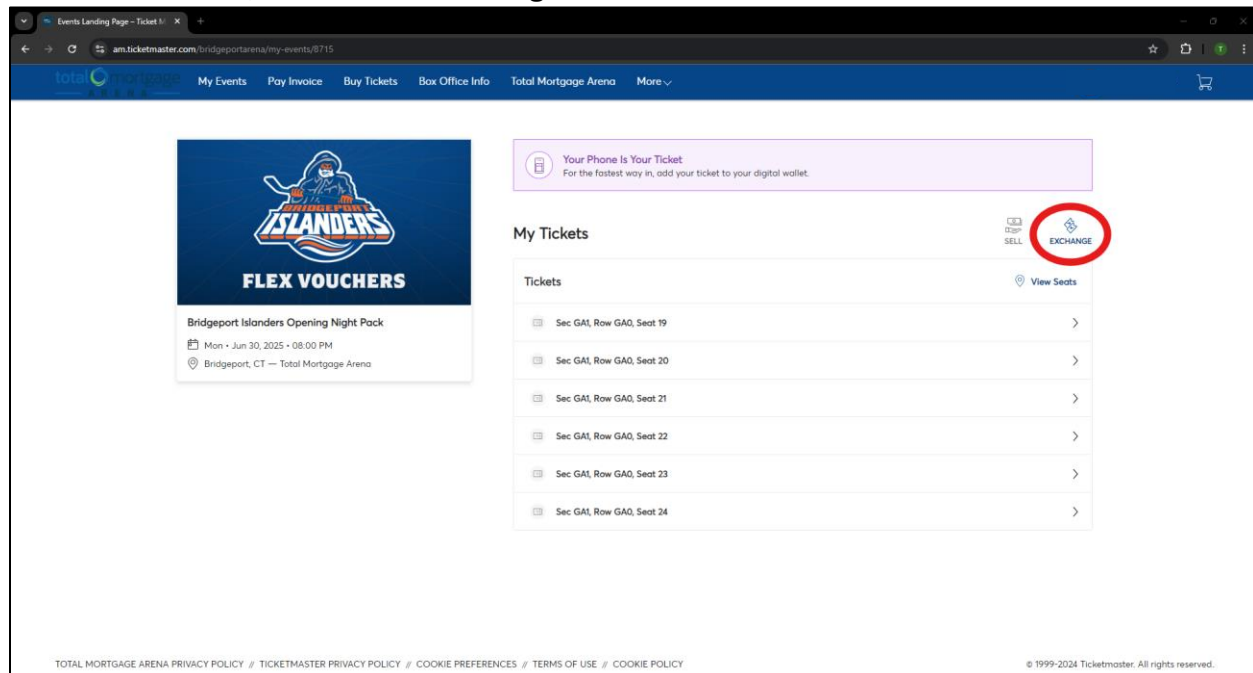 Events Landing Page – Ticket M
am.ticketmaster.com/bridgeportarena/my-events/8715
total mortgage
ARENA
My Events Pay Invoice Buy Tickets Box Office Info Total Mortgage Arena More
BRIDGEPORT
ISLANDERS
FLEX VOUCHERS
Bridgeport Islanders Opening Night Pack
Mon • Jun 30, 2025 • 08:00 PM
Bridgeport, CT — Total Mortgage Arena
Your Phone Is Your Ticket
For the fastest way in, add your ticket to your digital wallet.
My Tickets
SELL EXCHANGE
Tickets View Seats
Sec GA1, Row GA0, Seat 19
Sec GA1, Row GA0, Seat 20
Sec GA1, Row GA0, Seat 21
Sec GA1, Row GA0, Seat 22
Sec GA1, Row GA0, Seat 23
Sec GA1, Row GA0, Seat 24
TOTAL MORTGAGE ARENA PRIVACY POLICY // TICKETMASTER PRIVACY POLICY // COOKIE PREFERENCES // TERMS OF USE // COOKIE POLICY © 1999-2024 Ticketmaster. All rights reserved.